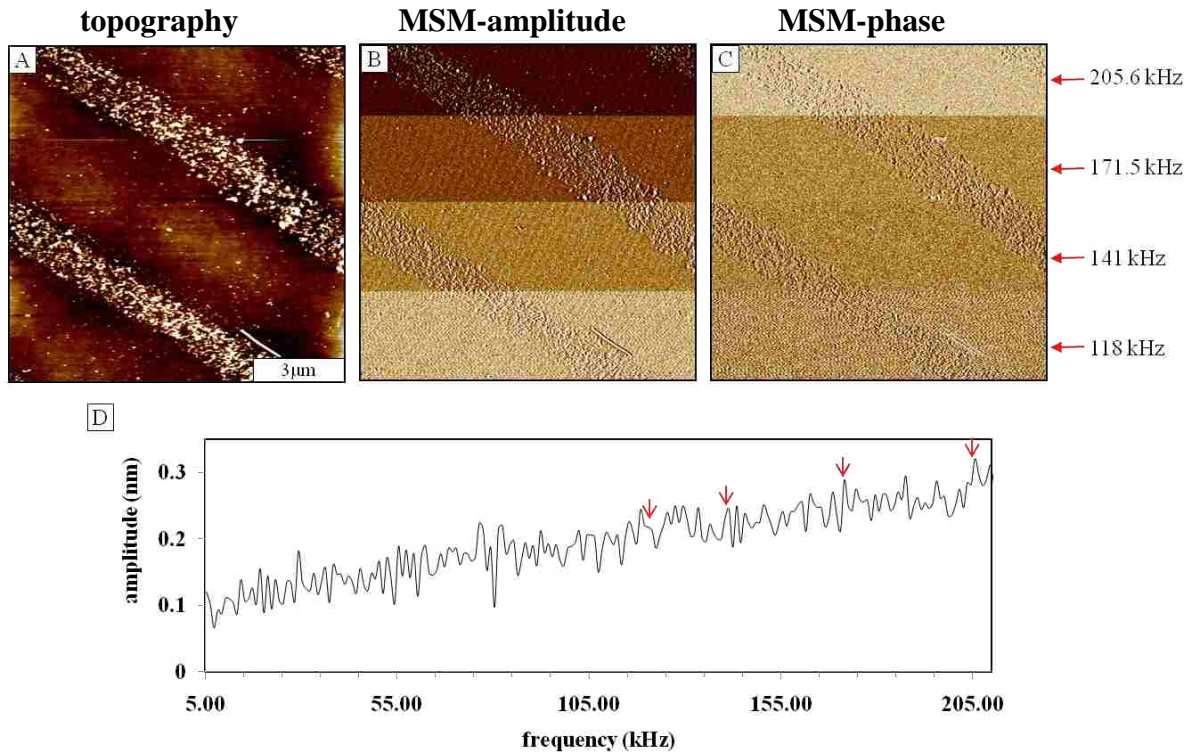 topography MSM-amplitude MSM-phase
A B C
205.6 kHz
171.5 kHz
141 kHz
118 kHz
3μm
D
0.3
0.2
0.1
0
amplitude (nm)
5.00 55.00 105.00 155.00 205.00
frequency (kHz)